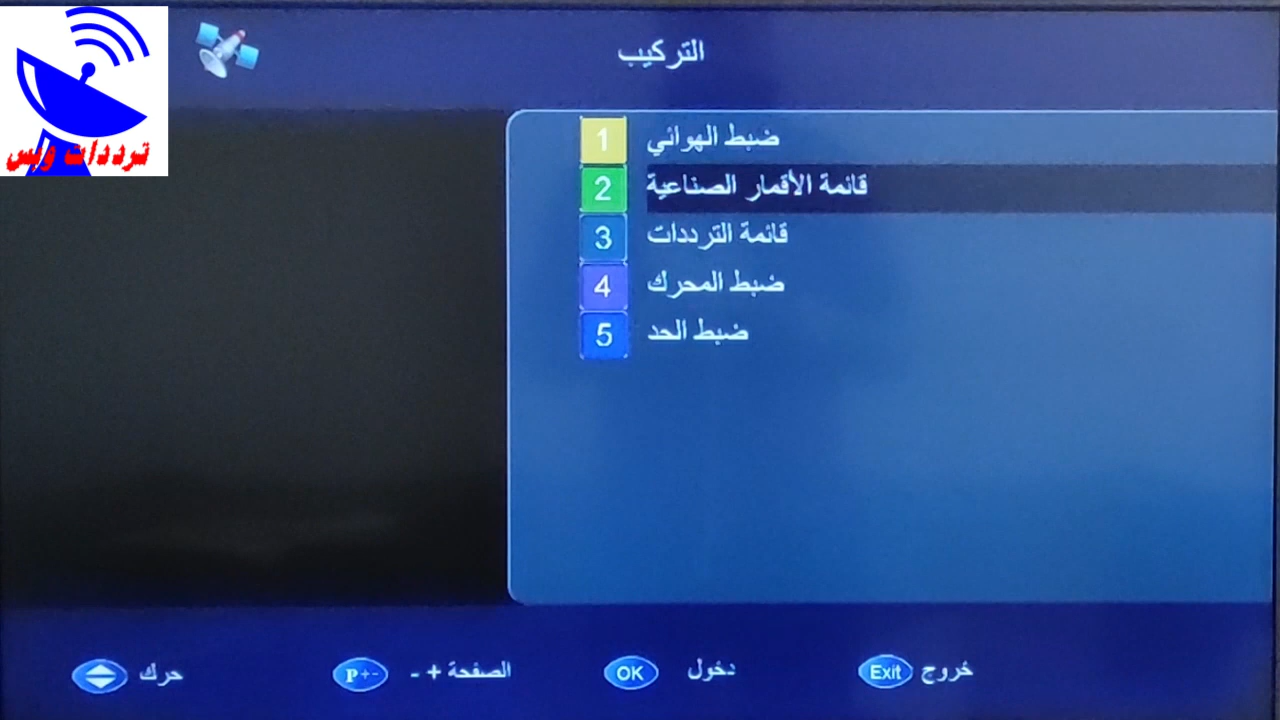 ترددات ويس
التركيب
1 ضبط الهوائي
2 قائمة الأقمار الصناعية
3 قائمة الترددات
4 ضبط المحرك
5 ضبط الحد
حرك
P+- الصفحة + -
OK دخول
Exit خروج